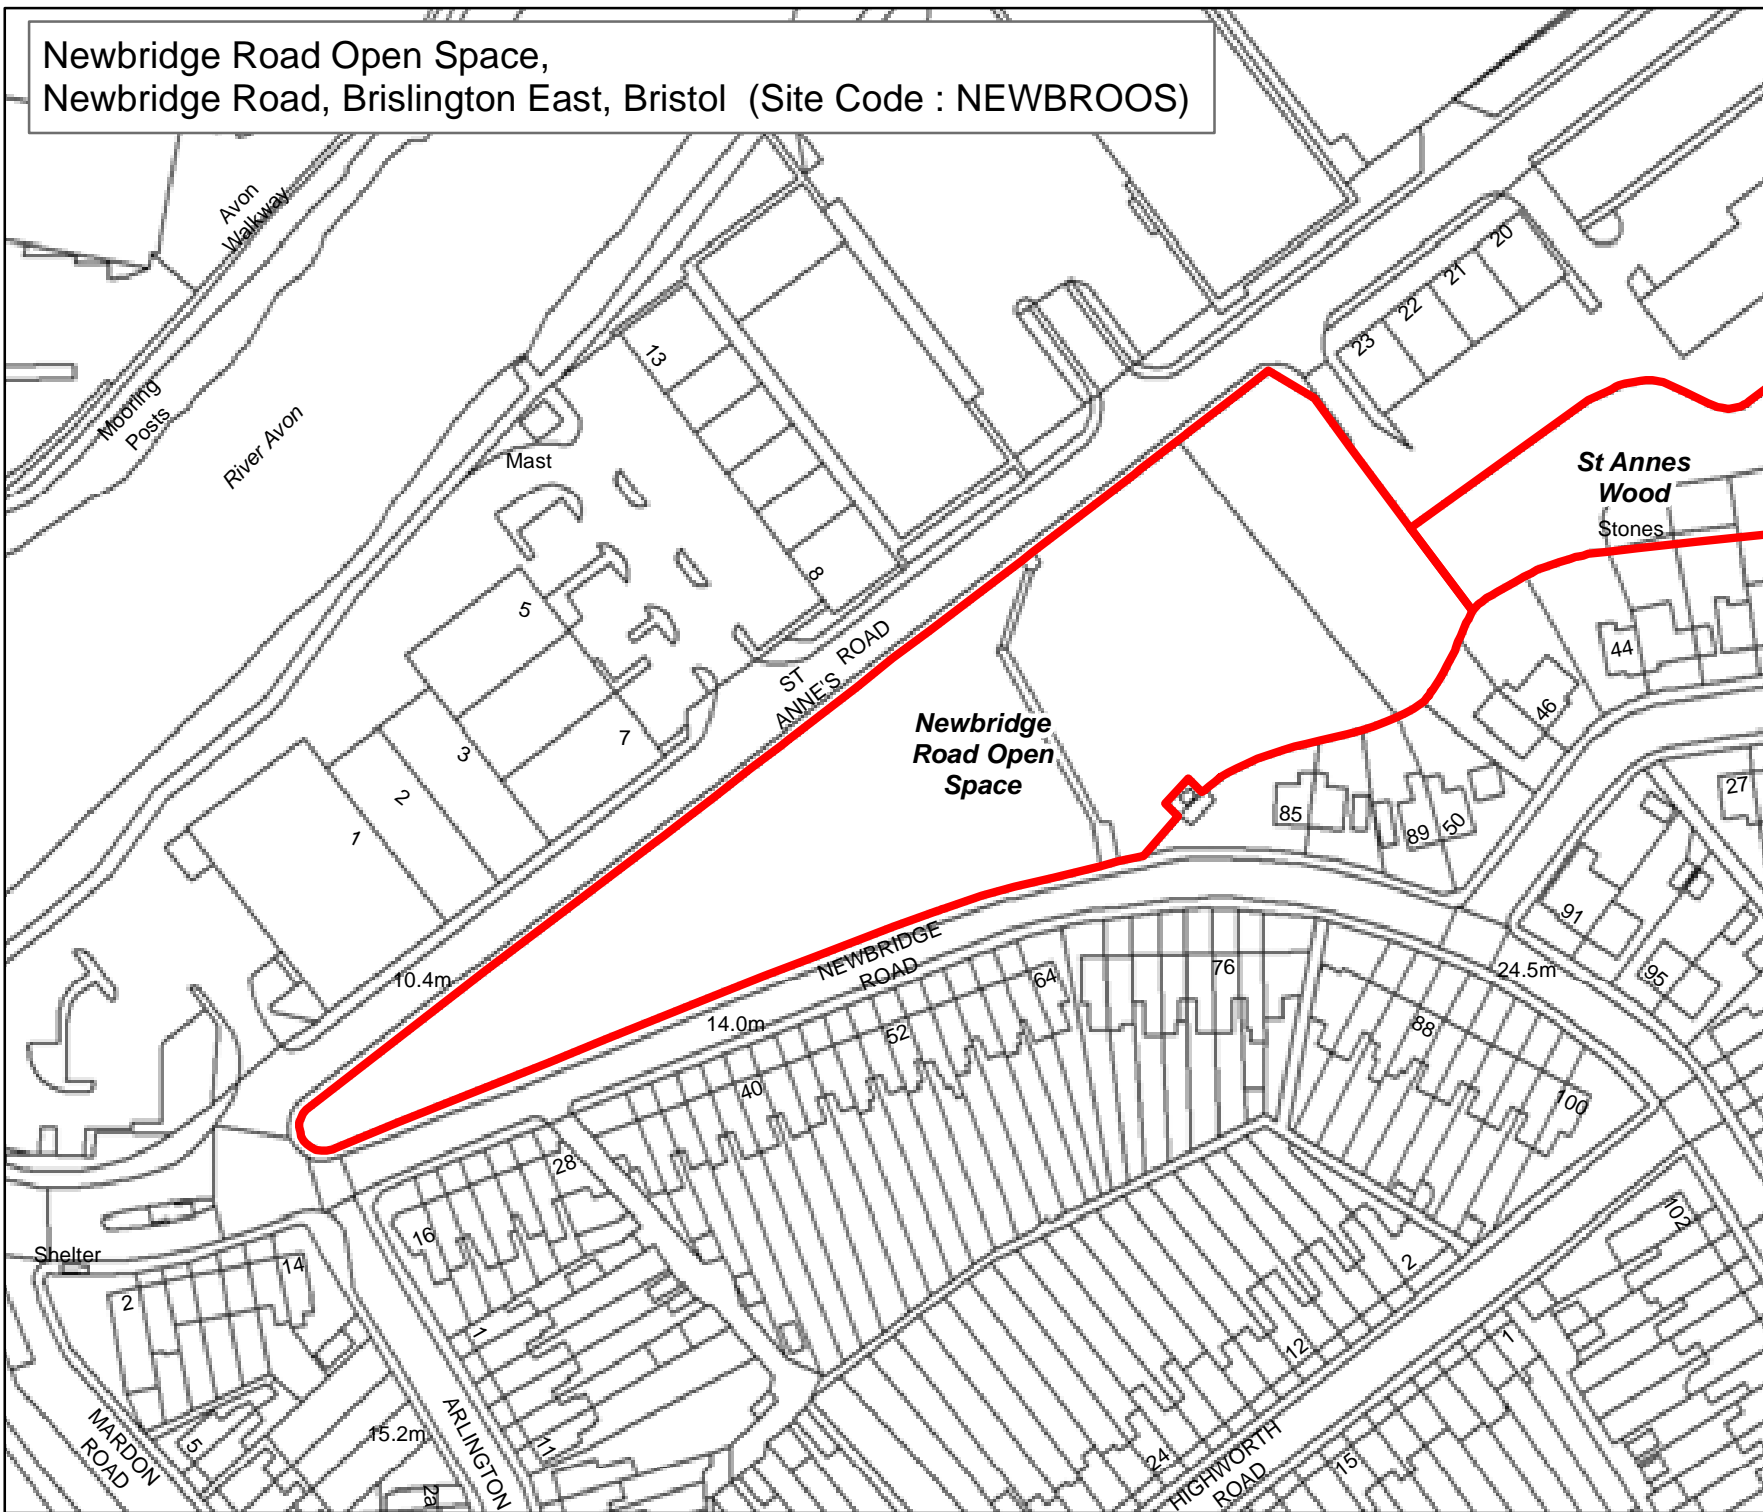 Newbridge Road Open Space,
Newbridge Road, Brislington East, Bristol (Site Code : NEWBROOS)
Avon
Walkway
Mooring
Posts
River Avon
Mast
13
8
5
7
3
2
1
20
21
22
23
St Annes
Wood
Stones
44
46
27
ST
ANNE'S
ROAD
Newbridge
Road Open
Space
85
89
50
91
95
10.4m
NEWBRIDGE
ROAD
14.0m
24.5m
64
76
52
40
88
100
28
16
102
Shelter
14
2
1
11
5
2
12
24
1
15
MARDON
ROAD
15.2m
2a
ARLINGTON
HIGHWORTH
ROAD